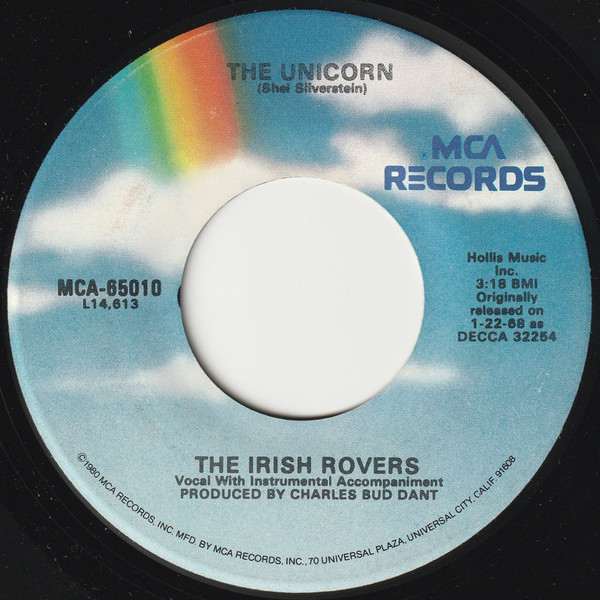 THE UNICORN
(Shel Silverstein)
® MCA
RECORDS
Hollis Music
Inc.
3:18 BMI
Originally
released on
1-22-68 as
DECCA 32254
MCA-65010
L14,613
THE IRISH ROVERS
Vocal With Instrumental Accompaniment
PRODUCED BY CHARLES BUD DANT
©1980 MCA RECORDS, INC. MFD. BY MCA RECORDS, INC., 70 UNIVERSAL PLAZA, UNIVERSAL CITY, CALIF. 91608